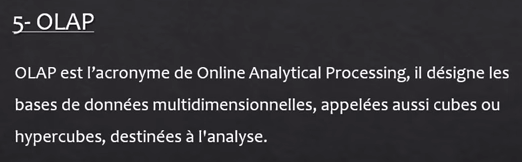 5- OLAP
OLAP est l’acronyme de Online Analytical Processing, il désigne les
bases de données multidimensionnelles, appelées aussi cubes ou
hypercubes, destinées à l'analyse.